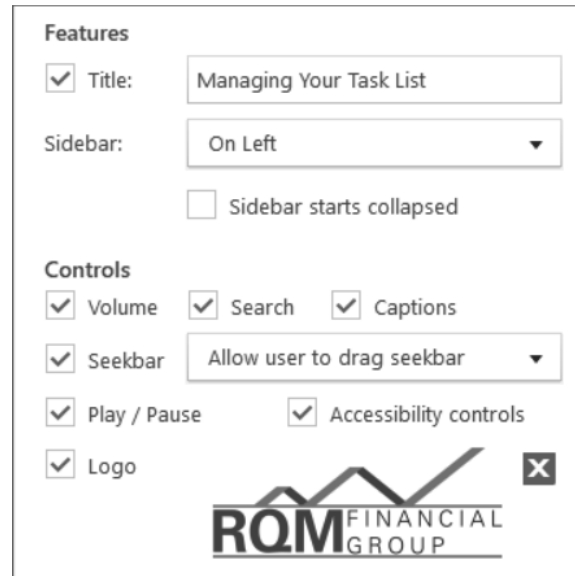 Features
Title: Managing Your Task List
Sidebar: On Left
Sidebar starts collapsed
Controls
Volume Search Captions
Seekbar Allow user to drag seekbar
Play / Pause Accessibility controls
Logo
RQM FINANCIAL
GROUP